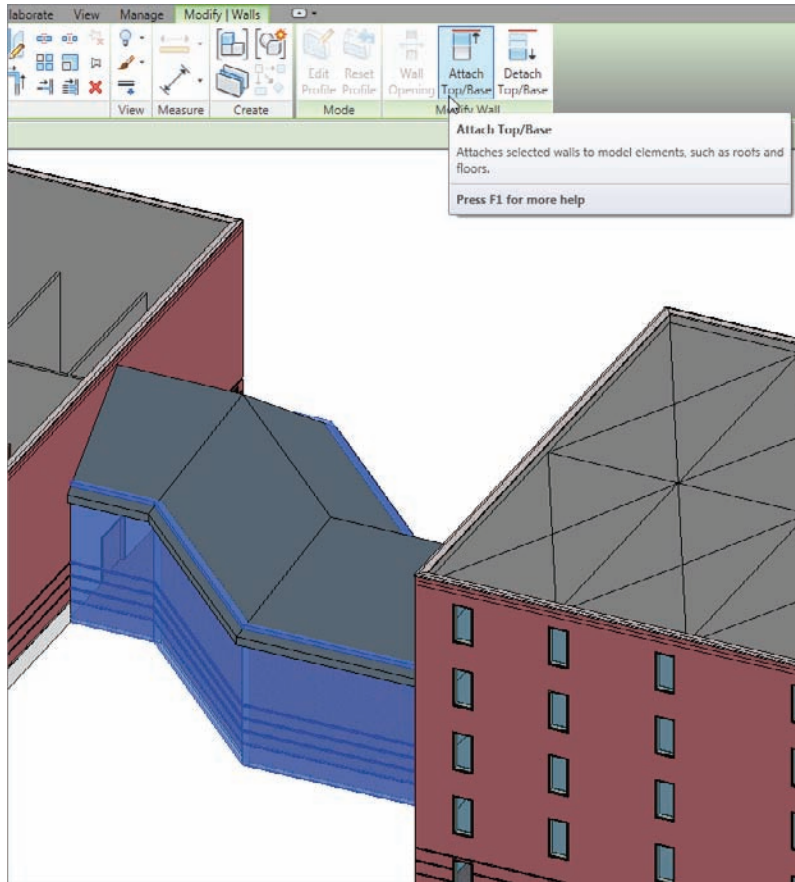 laborate View Manage Modify | Walls
Edit Profile
Reset Profile
Wall Opening
Attach Top/Base
Detach Top/Base
View Measure Create Mode Modify Wall
Attach Top/Base
Attaches selected walls to model elements, such as roofs and
floors.
Press F1 for more help